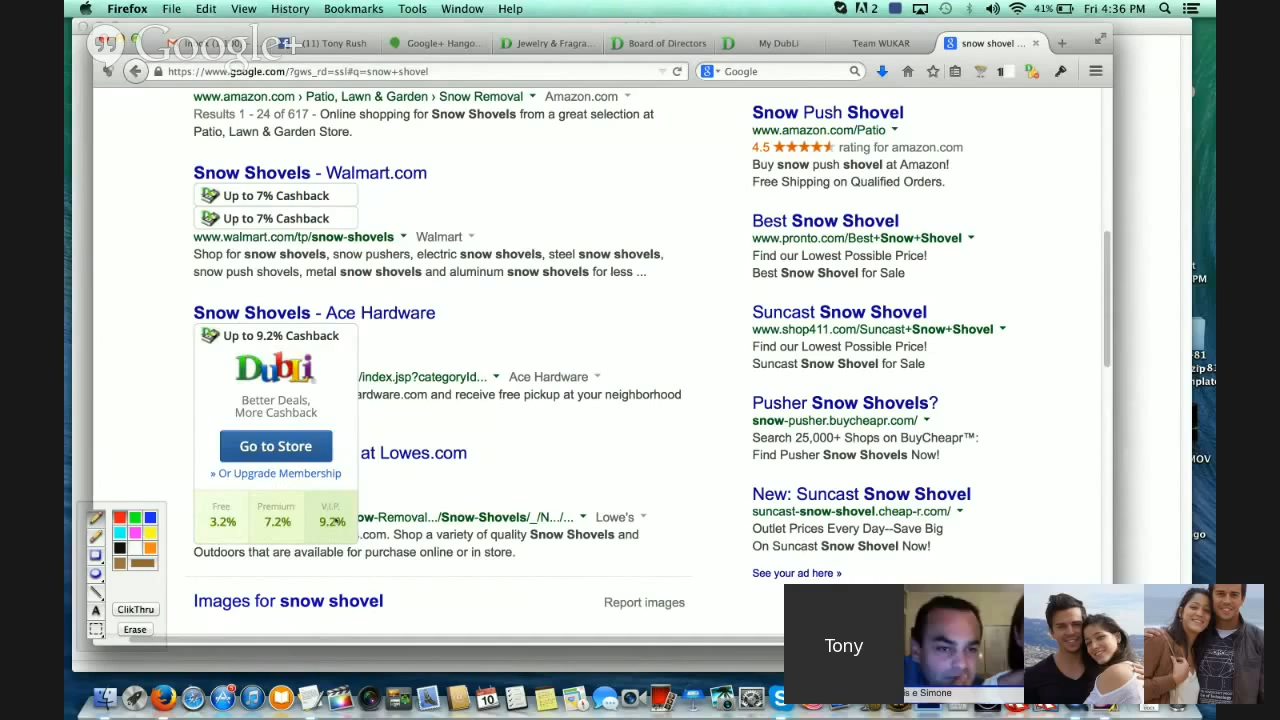 Firefox File Edit View History Bookmarks Tools Window Help
2 41% Fri 4:36 PM
Google+
(11) Tony Rush
Google+ Hango...
Jewelry & Fragra...
Board of Directors
My DubLi
Team WUKAR
snow shovel ...
https://www.google.com/?gws_rd=ssl#q=snow+shovel
Google
www.amazon.com › Patio, Lawn & Garden › Snow Removal Amazon.com
Results 1 - 24 of 617 - Online shopping for Snow Shovels from a great selection at
Patio, Lawn & Garden Store.
Snow Shovels - Walmart.com
Up to 7% Cashback
Up to 7% Cashback
www.walmart.com/tp/snow-shovels Walmart
Shop for snow shovels, snow pushers, electric snow shovels, steel snow shovels,
snow push shovels, metal snow shovels and aluminum snow shovels for less ...
Snow Shovels - Ace Hardware
Up to 9.2% Cashback
DubLi
Better Deals,
More Cashback
Go to Store
» Or Upgrade Membership
Free Premium V.I.P.
3.2% 7.2% 9.2%
/index.jsp?categoryId... Ace Hardware
ardware.com and receive free pickup at your neighborhood
at Lowes.com
ow-Removal.../Snow-Shovels/_/N.../... Lowe's
s.com. Shop a variety of quality Snow Shovels and
Outdoors that are available for purchase online or in store.
Images for snow shovel
Report images
Snow Push Shovel
www.amazon.com/Patio
4.5 rating for amazon.com
Buy snow push shovel at Amazon!
Free Shipping on Qualified Orders.
Best Snow Shovel
www.pronto.com/Best+Snow+Shovel
Find our Lowest Possible Price!
Best Snow Shovel for Sale
Suncast Snow Shovel
www.shop411.com/Suncast+Snow+Shovel
Find our Lowest Possible Price!
Suncast Snow Shovel for Sale
Pusher Snow Shovels?
snow-pusher.buycheapr.com/
Search 25,000+ Shops on BuyCheapr™:
Find Pusher Snow Shovels Now!
New: Suncast Snow Shovel
suncast-snow-shovel.cheap-r.com/
Outlet Prices Every Day--Save Big
On Suncast Snow Shovel Now!
See your ad here »
A
ClikThru
Erase
PM
-81
zip
MOV
go
Tony
is e Simone
10